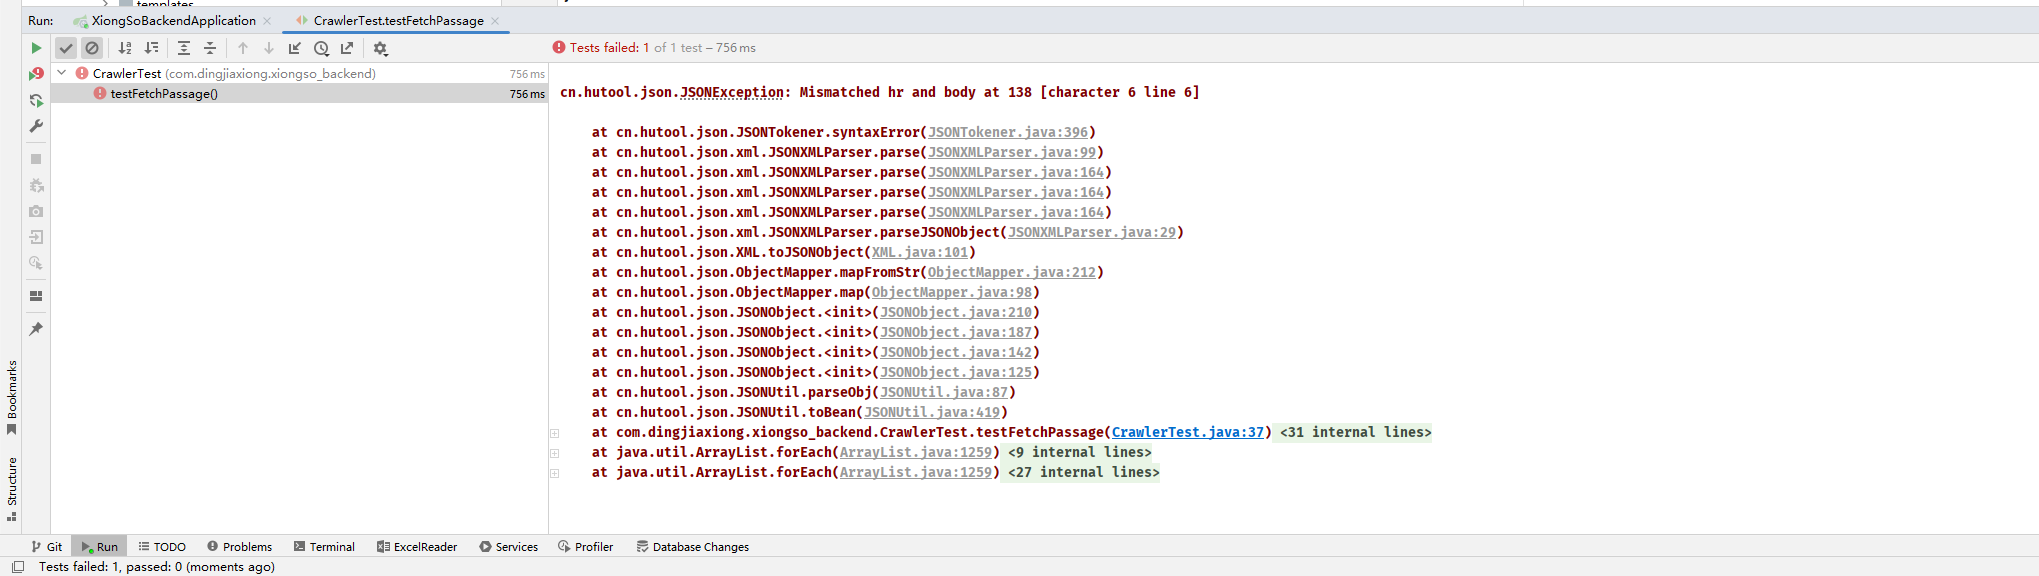 templates
Run: XiongSoBackendApplication × CrawlerTest.testFetchPassage ×
Tests failed: 1 of 1 test – 756 ms
CrawlerTest (com.dingjiaxiong.xiongso_backend) 756 ms
testFetchPassage() 756 ms
cn.hutool.json.JSONException: Mismatched hr and body at 138 [character 6 line 6]
at cn.hutool.json.JSONTokener.syntaxError(JSONTokener.java:396)
at cn.hutool.json.xml.JSONXMLParser.parse(JSONXMLParser.java:99)
at cn.hutool.json.xml.JSONXMLParser.parse(JSONXMLParser.java:164)
at cn.hutool.json.xml.JSONXMLParser.parse(JSONXMLParser.java:164)
at cn.hutool.json.xml.JSONXMLParser.parse(JSONXMLParser.java:164)
at cn.hutool.json.xml.JSONXMLParser.parseJSONObject(JSONXMLParser.java:29)
at cn.hutool.json.XML.toJSONObject(XML.java:101)
at cn.hutool.json.ObjectMapper.mapFromStr(ObjectMapper.java:212)
at cn.hutool.json.ObjectMapper.map(ObjectMapper.java:98)
at cn.hutool.json.JSONObject.<init>(JSONObject.java:210)
at cn.hutool.json.JSONObject.<init>(JSONObject.java:187)
at cn.hutool.json.JSONObject.<init>(JSONObject.java:142)
at cn.hutool.json.JSONObject.<init>(JSONObject.java:125)
at cn.hutool.json.JSONUtil.parseObj(JSONUtil.java:87)
at cn.hutool.json.JSONUtil.toBean(JSONUtil.java:419)
at com.dingjiaxiong.xiongso_backend.CrawlerTest.testFetchPassage(CrawlerTest.java:37) <31 internal lines>
at java.util.ArrayList.forEach(ArrayList.java:1259) <9 internal lines>
at java.util.ArrayList.forEach(ArrayList.java:1259) <27 internal lines>
Bookmarks
Structure
Git Run TODO Problems Terminal ExcelReader Services Profiler Database Changes
Tests failed: 1, passed: 0 (moments ago)